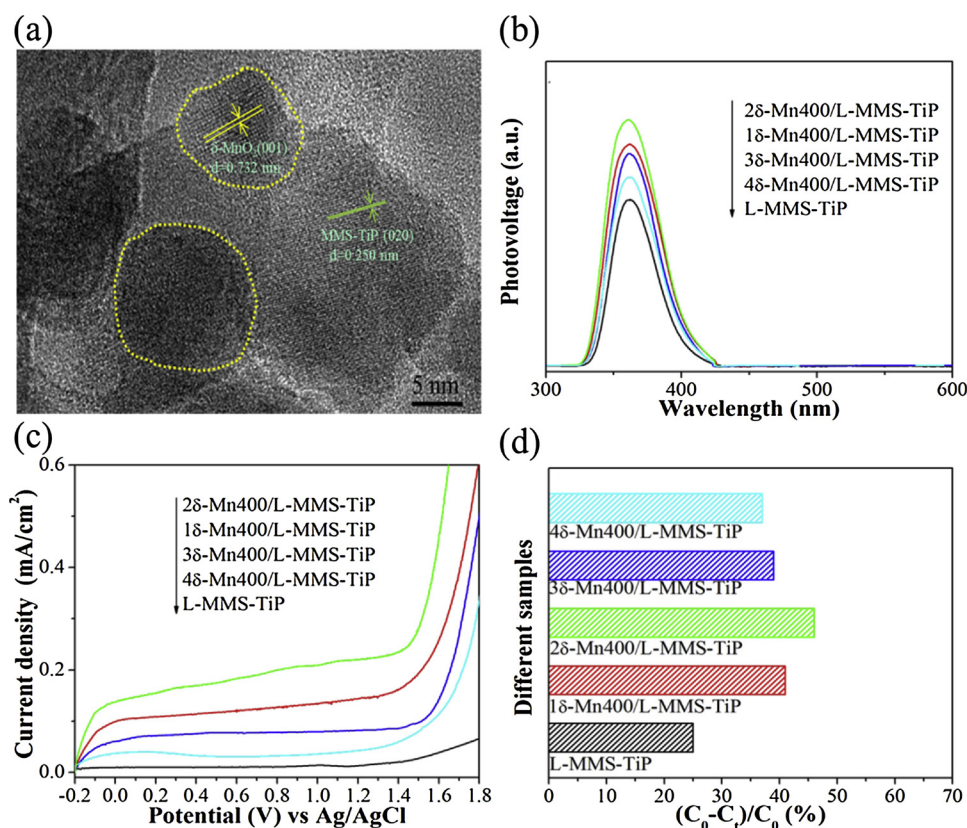 (a)
δ-MnO (001)
d=0.732 nm
MMS-TiP (020)
d=0.250 nm
5 nm
(b)
Photovoltage (a.u.)
2δ-Mn400/L-MMS-TiP
1δ-Mn400/L-MMS-TiP
3δ-Mn400/L-MMS-TiP
4δ-Mn400/L-MMS-TiP
L-MMS-TiP
300 400 500 600
Wavelength (nm)
(c)
Current density (mA/cm²)
0.6
0.4
0.2
0.0
2δ-Mn400/L-MMS-TiP
1δ-Mn400/L-MMS-TiP
3δ-Mn400/L-MMS-TiP
4δ-Mn400/L-MMS-TiP
L-MMS-TiP
-0.2 0.0 0.2 0.4 0.6 0.8 1.0 1.2 1.4 1.6 1.8
Potential (V) vs Ag/AgCl
(d)
Different samples
4δ-Mn400/L-MMS-TiP
3δ-Mn400/L-MMS-TiP
2δ-Mn400/L-MMS-TiP
1δ-Mn400/L-MMS-TiP
L-MMS-TiP
0 10 20 30 40 50 60 70
(C₀-Cₜ)/C₀ (%)